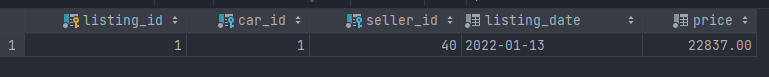 listing_id car_id seller_id listing_date price
1 1 1 40 2022-01-13 22837.00